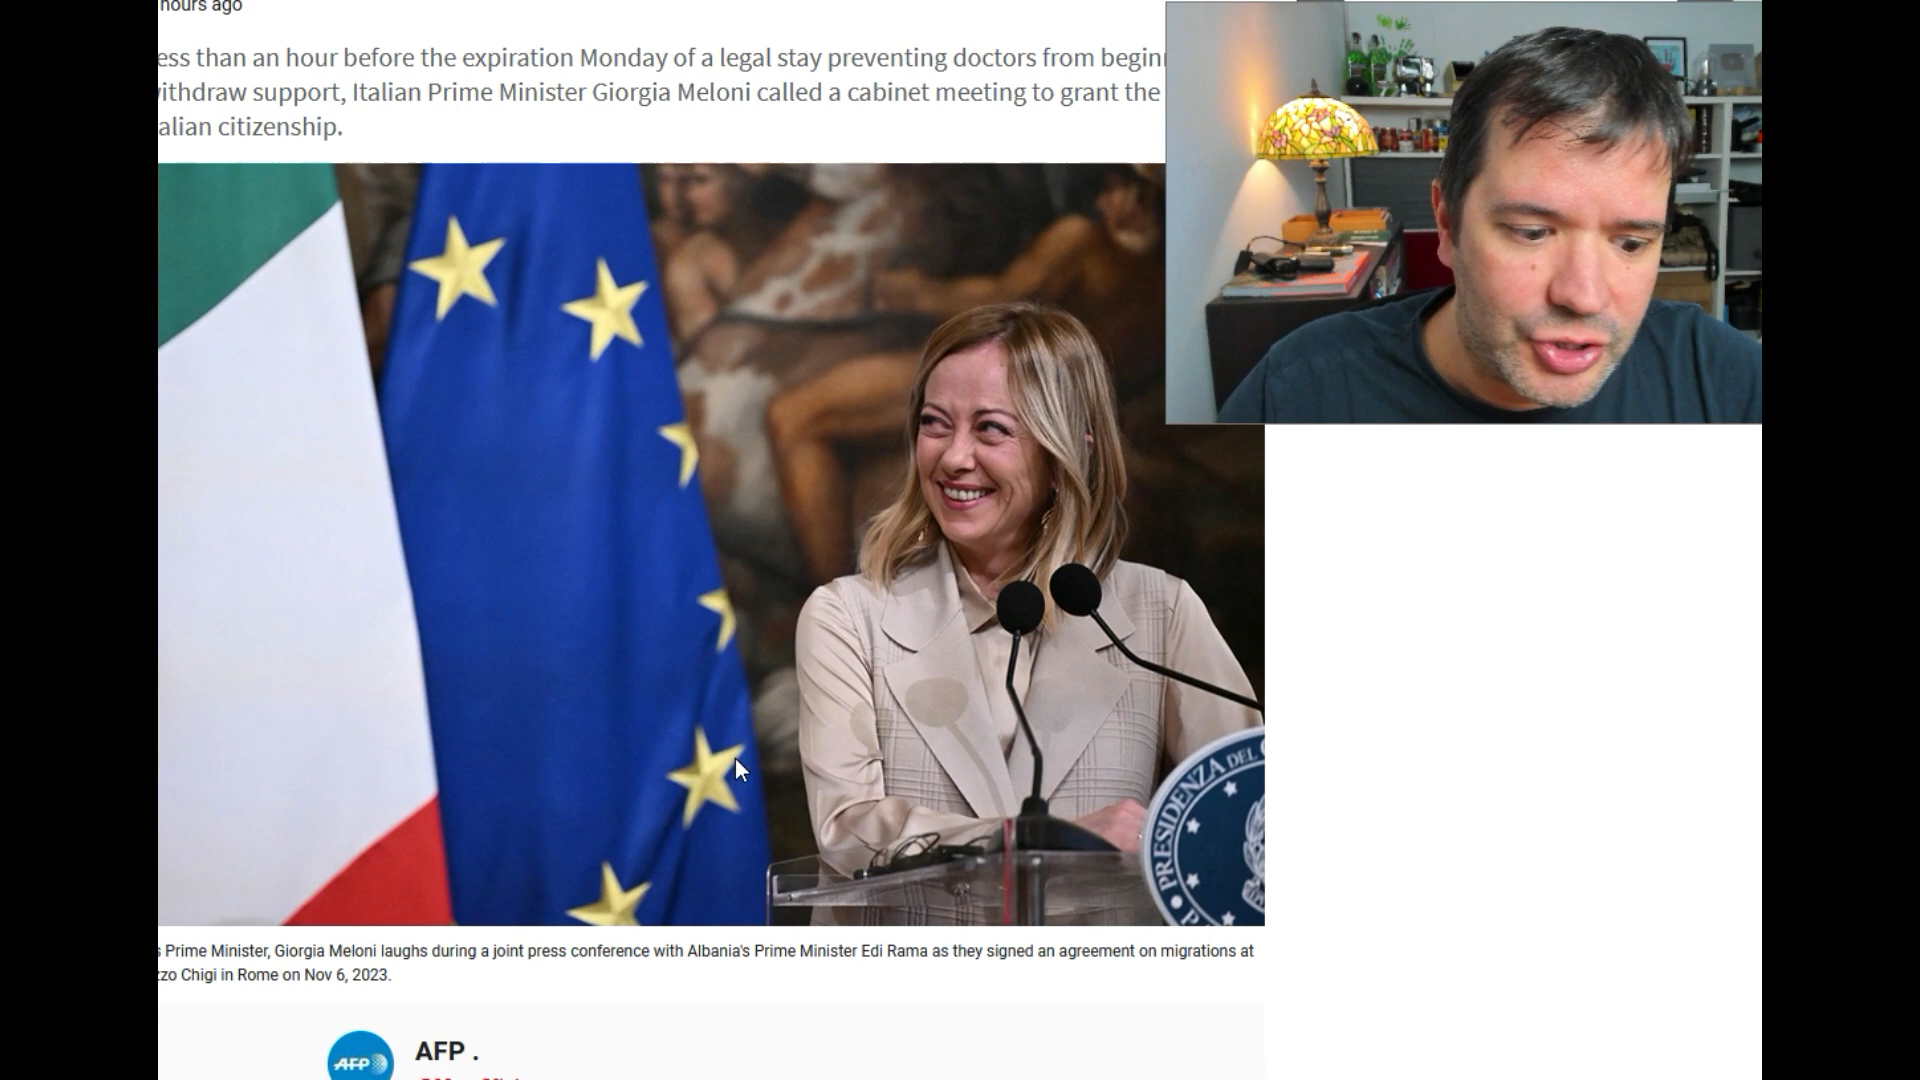 hours ago
ess than an hour before the expiration Monday of a legal stay preventing doctors from beginn
ithdraw support, Italian Prime Minister Giorgia Meloni called a cabinet meeting to grant the
alian citizenship.
PRESIDENZA DEL
s Prime Minister, Giorgia Meloni laughs during a joint press conference with Albania's Prime Minister Edi Rama as they signed an agreement on migrations at
zzo Chigi in Rome on Nov 6, 2023.
AFP
AFP .